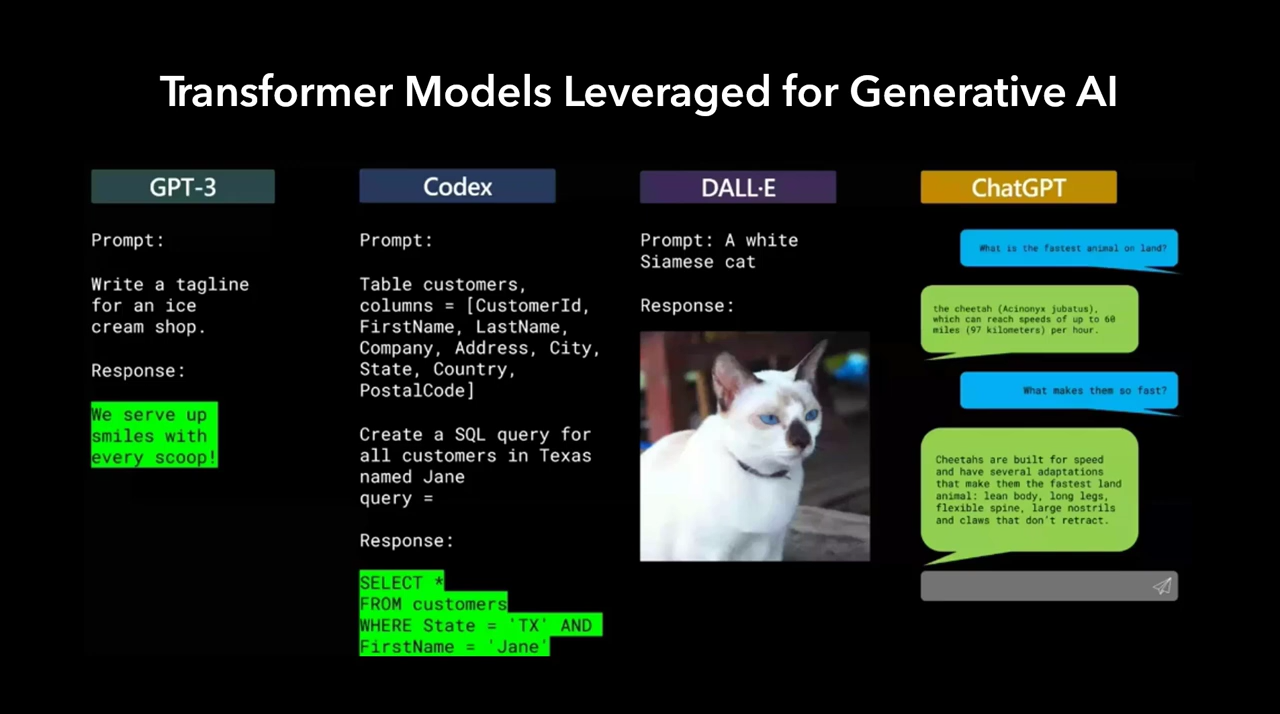 Transformer Models Leveraged for Generative AI
GPT-3
Prompt:
Write a tagline
for an ice
cream shop.
Response:
We serve up
smiles with
every scoop!
Codex
Prompt:
Table customers,
columns = [CustomerId,
FirstName, LastName,
Company, Address, City,
State, Country,
PostalCode]
Create a SQL query for
all customers in Texas
named Jane
query =
Response:
SELECT *
FROM customers
WHERE State = 'TX' AND
FirstName = 'Jane'
DALL·E
Prompt: A white
Siamese cat
Response:
ChatGPT
What is the fastest animal on land?
the cheetah (Acinonyx jubatus),
which can reach speeds of up to 60
miles (97 kilometers) per hour.
What makes them so fast?
Cheetahs are built for speed
and have several adaptations
that make them the fastest land
animal: lean body, long legs,
flexible spine, large nostrils
and claws that don't retract.